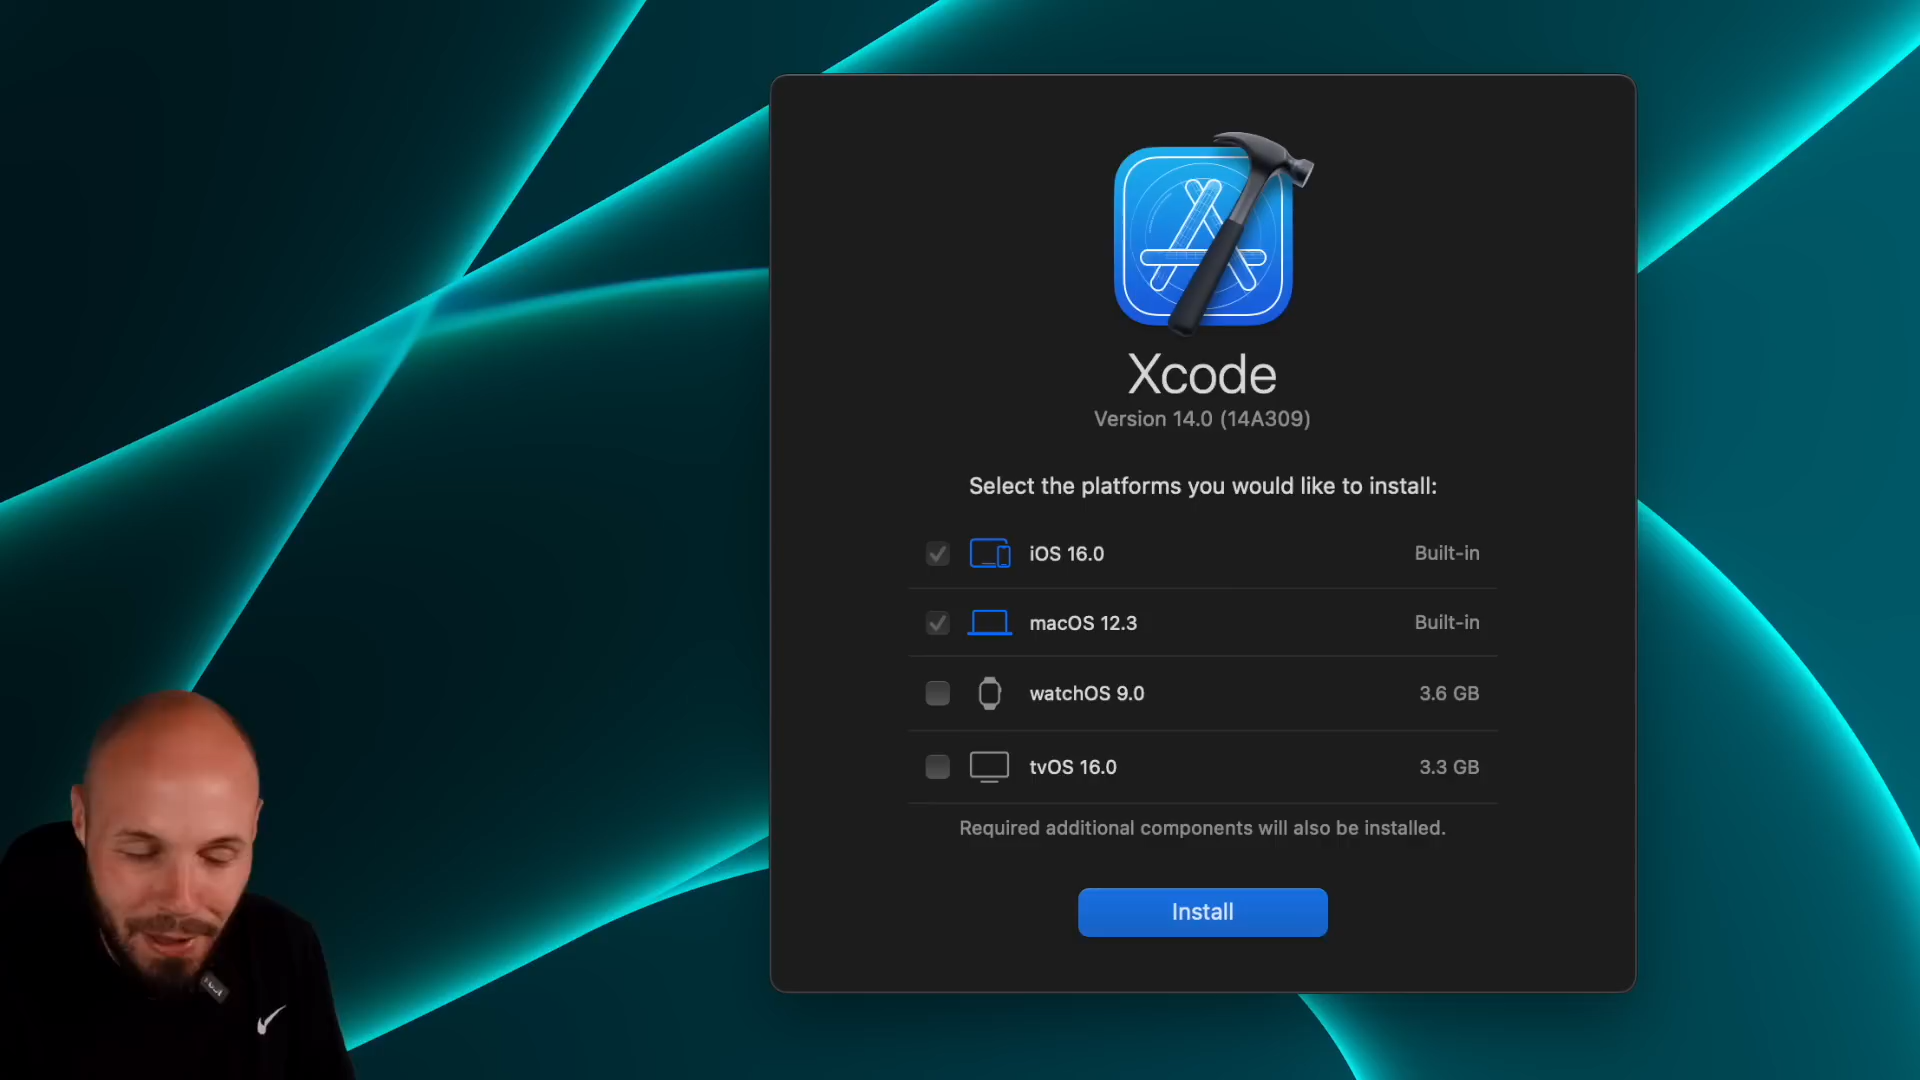 Xcode
Version 14.0 (14A309)
Select the platforms you would like to install:
iOS 16.0 Built-in
macOS 12.3 Built-in
watchOS 9.0 3.6 GB
tvOS 16.0 3.3 GB
Required additional components will also be installed.
Install